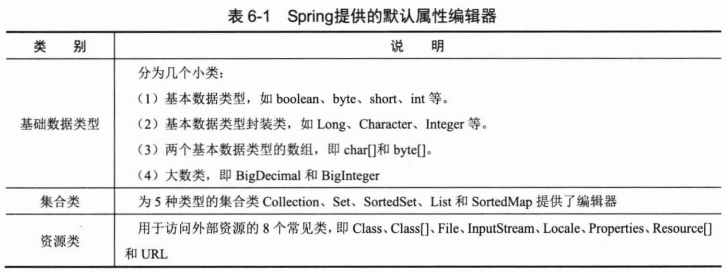 表 6-1 Spring提供的默认属性编辑器
类 别 说 明
基础数据类型
分为几个小类：
（1）基本数据类型，如 boolean、byte、short、int 等。
（2）基本数据类型封装类，如 Long、Character、Integer 等。
（3）两个基本数据类型的数组，即 char[]和 byte[]。
（4）大数类，即 BigDecimal 和 BigInteger
集合类 为 5 种类型的集合类 Collection、Set、SortedSet、List 和 SortedMap 提供了编辑器
资源类
用于访问外部资源的 8 个常见类，即 Class、Class[]、File、InputStream、Locale、Properties、Resource[]
和 URL